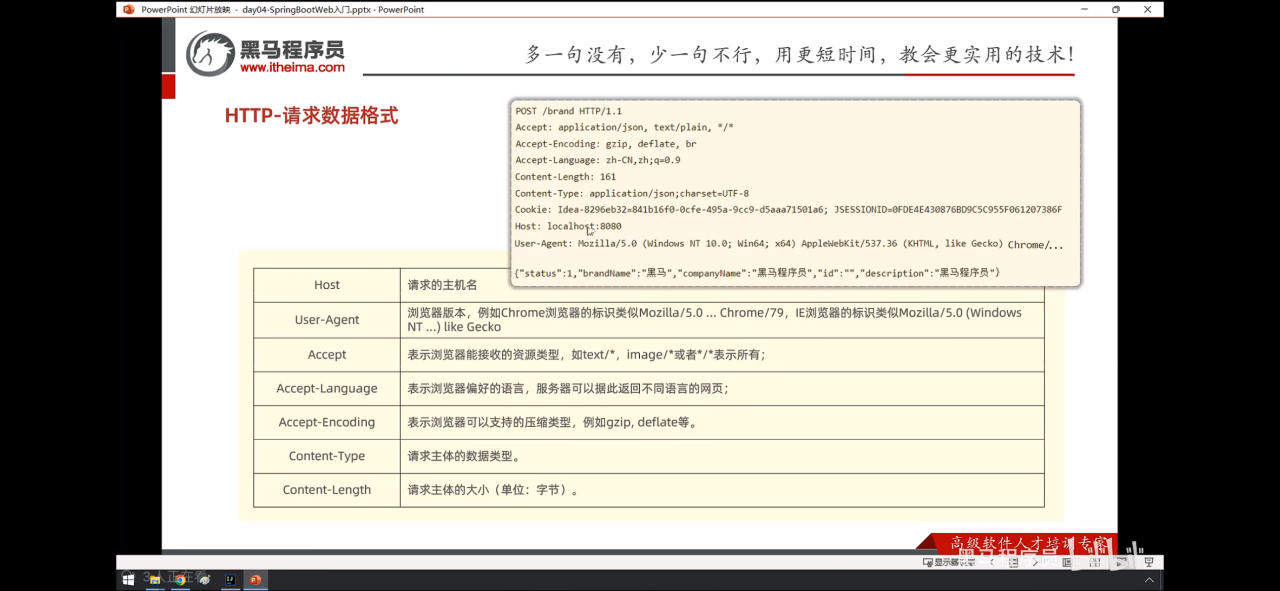 PowerPoint 幻灯片放映 - day04-SpringBootWeb入门.pptx - PowerPoint
黑马程序员
www.itheima.com
多一句没有，少一句不行，用更短时间，教会更实用的技术！
HTTP-请求数据格式
POST /brand HTTP/1.1
Accept: application/json, text/plain, */*
Accept-Encoding: gzip, deflate, br
Accept-Language: zh-CN,zh;q=0.9
Content-Length: 161
Content-Type: application/json;charset=UTF-8
Cookie: Idea-8296eb32=841b16f0-0cfe-495a-9cc9-d5aaa71501a6; JSESSIONID=0FDE4E430876BD9C5C955F061207386F
Host: localhost:8080
User-Agent: Mozilla/5.0 (Windows NT 10.0; Win64; x64) AppleWebKit/537.36 (KHTML, like Gecko) Chrome/...
{"status":1,"brandName":"黑马","companyName":"黑马程序员","id":"","description":"黑马程序员"}
Host 请求的主机名
User-Agent 浏览器版本，例如Chrome浏览器的标识类似Mozilla/5.0 ... Chrome/79，IE浏览器的标识类似Mozilla/5.0 (Windows
NT ...) like Gecko
Accept 表示浏览器能接收的资源类型，如text/*，image/*或者*/*表示所有；
Accept-Language 表示浏览器偏好的语言，服务器可以据此返回不同语言的网页；
Accept-Encoding 表示浏览器可以支持的压缩类型，例如gzip, deflate等。
Content-Type 请求主体的数据类型。
Content-Length 请求主体的大小（单位：字节）。
高级软件人才培训专家
黑马程序员
显示器设置
3人正在看